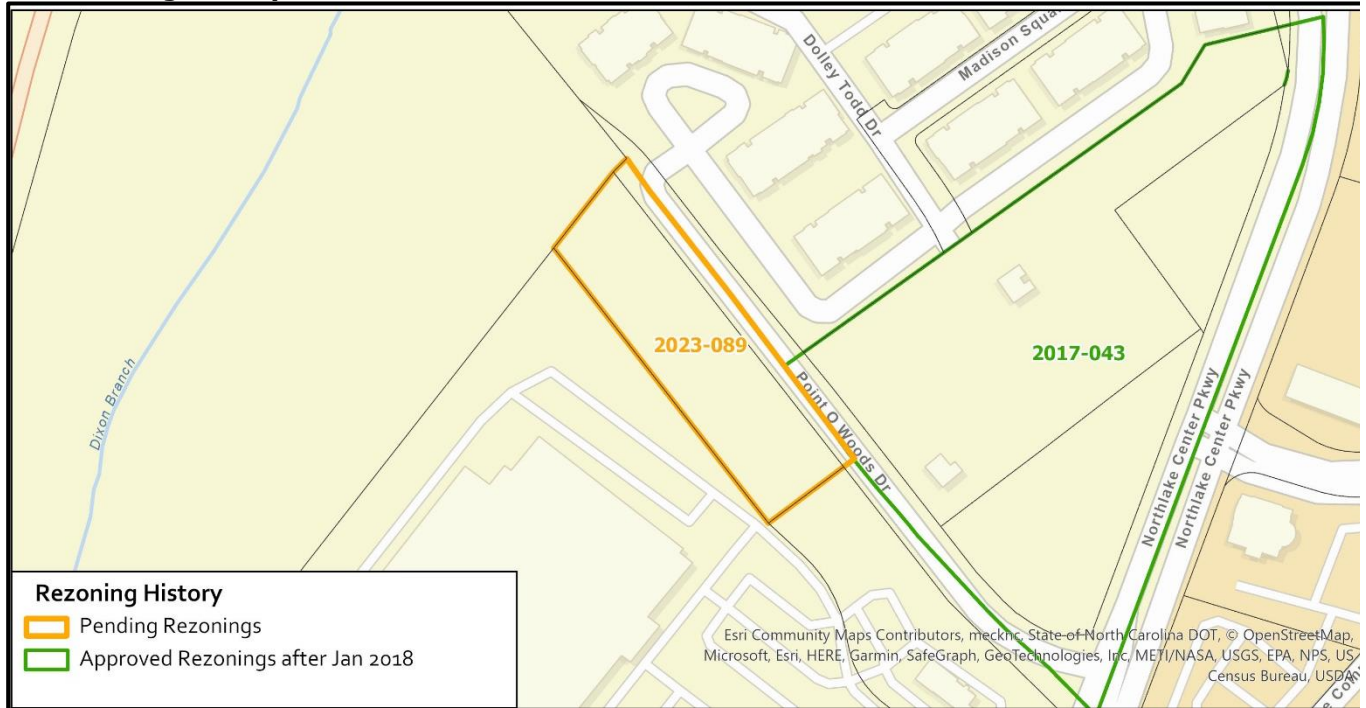 Dolley Todd Dr
Madison Squar
Dixon Branch
2023-089
2017-043
Point O Woods Dr
Northlake Center Pkwy
Northlake Center Pkwy
Rezoning History
Pending Rezonings
Approved Rezonings after Jan 2018
Esri Community Maps Contributors, mecknc, State of North Carolina DOT, © OpenStreetMap,
Microsoft, Esri, HERE, Garmin, SafeGraph, GeoTechnologies, Inc, METI/NASA, USGS, EPA, NPS, US
Census Bureau, USDA